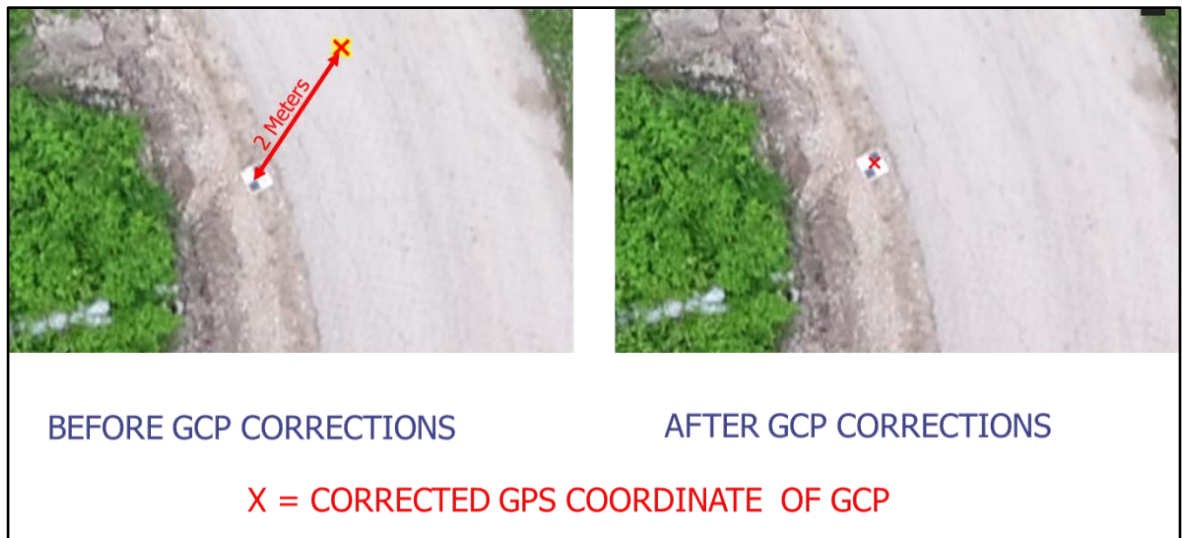 2 Meters
BEFORE GCP CORRECTIONS
AFTER GCP CORRECTIONS
X = CORRECTED GPS COORDINATE OF GCP